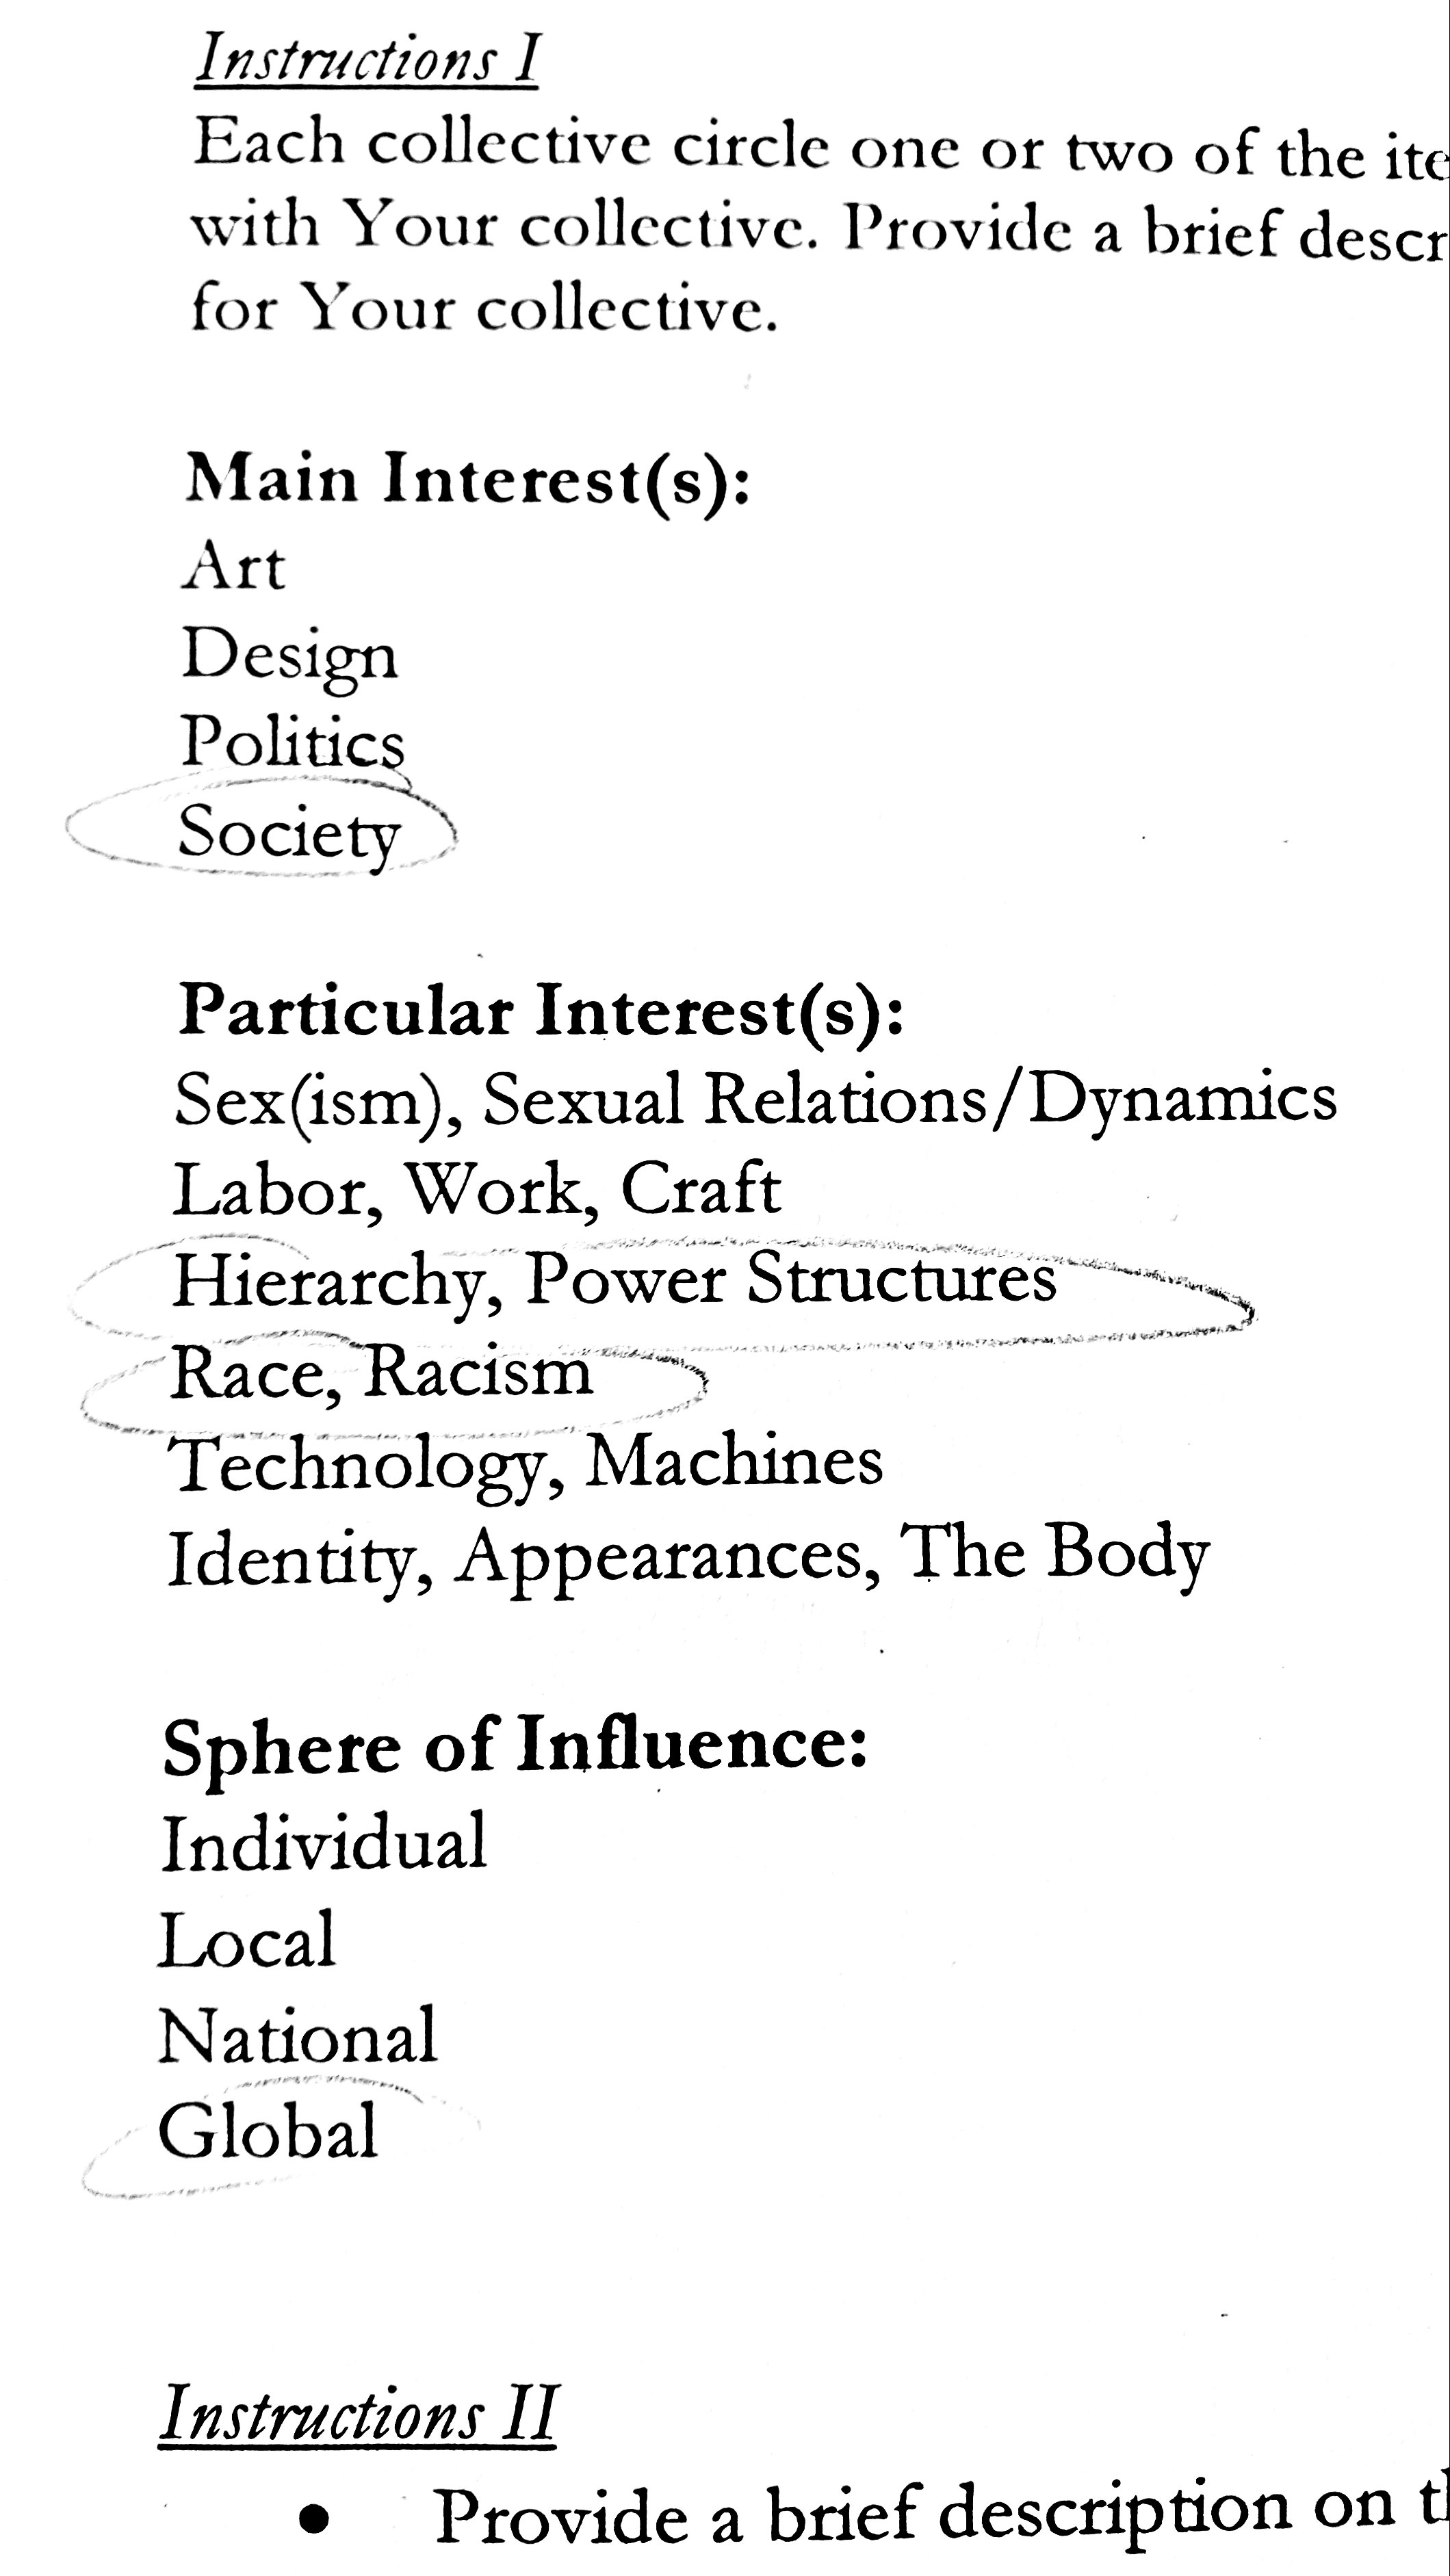 Instructions I
Each collective circle one or two of the ite
with Your collective. Provide a brief descr
for Your collective.
Main Interest(s):
Art
Design
Politics
Society
Particular Interest(s):
Sex(ism), Sexual Relations/Dynamics
Labor, Work, Craft
Hierarchy, Power Structures
Race, Racism
Technology, Machines
Identity, Appearances, The Body
Sphere of Influence:
Individual
Local
National
Global
Instructions II
● Provide a brief description on th